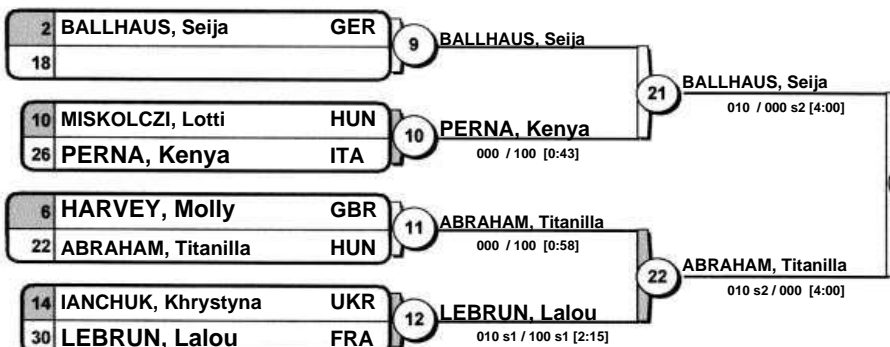 2 BALLHAUS, Seija GER
18
9 BALLHAUS, Seija
10 MISKOLCZI, Lotti HUN
26 PERNA, Kenya ITA
10 PERNA, Kenya
000 / 100 [0:43]
21 BALLHAUS, Seija
010 / 000 s2 [4:00]
6 HARVEY, Molly GBR
22 ABRAHAM, Titanilla HUN
11 ABRAHAM, Titanilla
000 / 100 [0:58]
14 IANCHUK, Khrystyna UKR
30 LEBRUN, Lalou FRA
12 LEBRUN, Lalou
010 s1 / 100 s1 [2:15]
22 ABRAHAM, Titanilla
010 s2 / 000 [4:00]